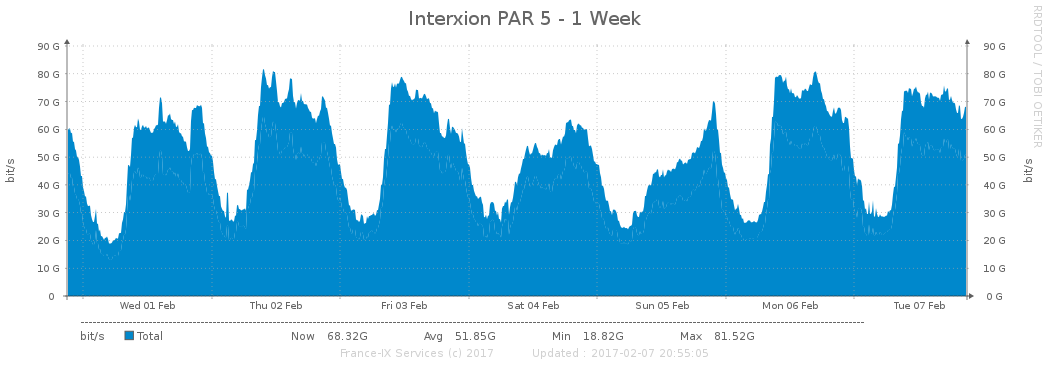 Interxion PAR 5 - 1 Week
RRDTOOL / TOBI OETIKER
bit/s
90 G
80 G
70 G
60 G
50 G
40 G
30 G
20 G
10 G
0
90 G
80 G
70 G
60 G
50 G
40 G
30 G
20 G
10 G
0 G
bit/s
Wed 01 Feb Thu 02 Feb Fri 03 Feb Sat 04 Feb Sun 05 Feb Mon 06 Feb Tue 07 Feb
bit/s Total Now 68.32G Avg 51.85G Min 18.82G Max 81.52G
France-IX Services (c) 2017 Updated : 2017-02-07 20:55:05